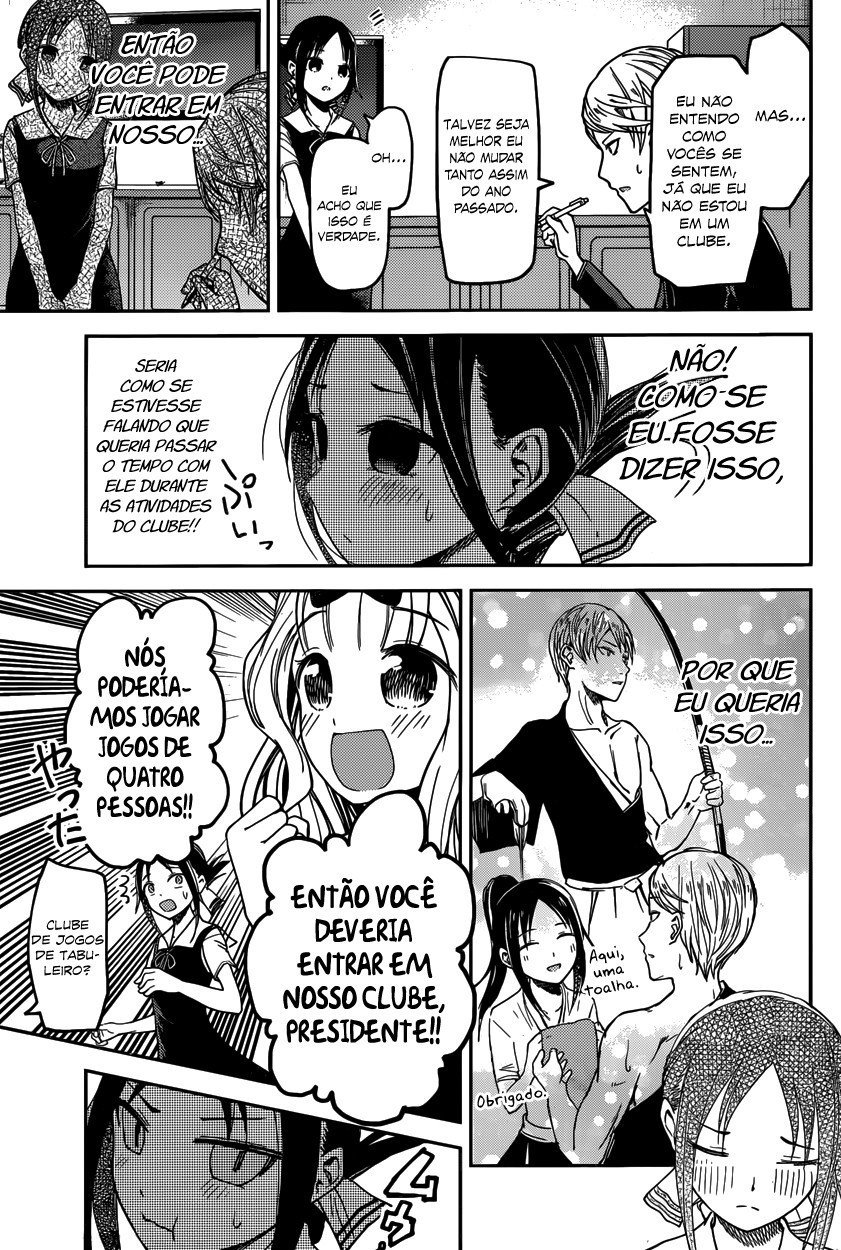 MAS...
EU NÃO
ENTENDO
COMO
VOCÊS SE
SENTEM,
JÁ QUE EU
NÃO ESTOU
EM UM
CLUBE.
TALVEZ SEJA
MELHOR EU
NÃO MUDAR
TANTO ASSIM
DO ANO
PASSADO.
OH...
EU
ACHO QUE
ISSO É
VERDADE.
ENTÃO
VOCÊ PODE
ENTRAR EM
NOSSO...
NÃO!
COMO SE
EU FOSSE
DIZER ISSO,
SERIA
COMO SE
ESTIVESSE
FALANDO QUE
QUERIA PASSAR
O TEMPO COM
ELE DURANTE
AS ATIVIDADES
DO CLUBE!!
POR QUE
EU QUERIA
ISSO...
Aqui,
uma
toalha.
Obrigado.
NÓS
PODERÍA-
MOS JOGAR
JOGOS DE
QUATRO
PESSOAS!!
やった
ENTÃO VOCÊ
DEVERIA
ENTRAR EM
NOSSO CLUBE,
PRESIDENTE!!
CLUBE
DE JOGOS
DE TABU-
LEIRO?